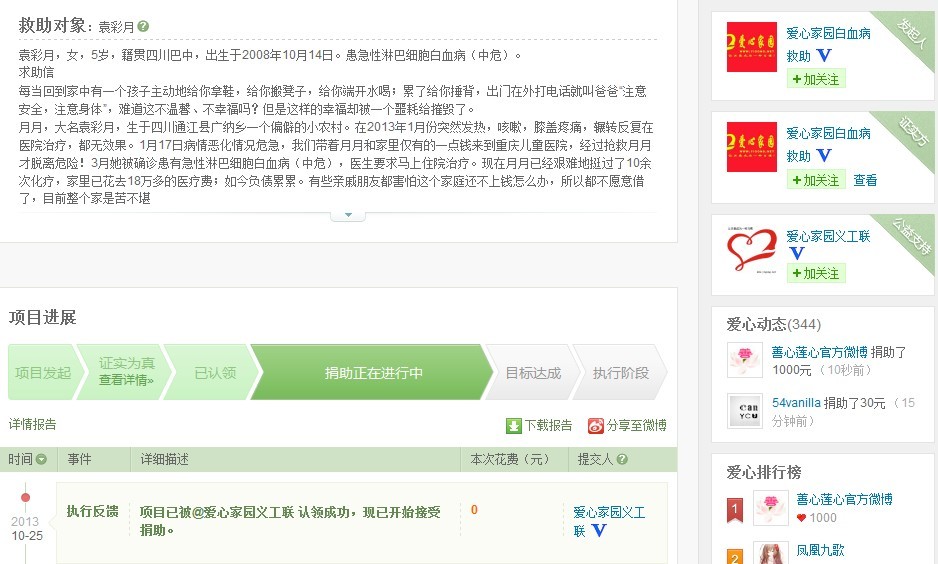 救助对象：袁彩月
袁彩月，女，5岁，籍贯四川巴中，出生于2008年10月14日。患急性淋巴细胞白血病（中危）。
求助信
每当回到家中有一个孩子主动地给你拿鞋，给你搬凳子，给你端开水喝；累了给你捶背，出门在外打电话就叫爸爸“注意
安全，注意身体”，难道这不温馨、不幸福吗？但是这样的幸福却被一个噩耗给摧毁了。
月月，大名袁彩月，生于四川通江县广纳乡一个偏僻的小农村。在2013年1月份突然发热，咳嗽，膝盖疼痛，辗转反复在
医院治疗，都无效果。1月17日病情恶化情况危急，我们带着月月和家里仅有的一点钱来到重庆儿童医院，经过抢救月月
才脱离危险！3月她被确诊患有急性淋巴细胞白血病（中危），医生要求马上住院治疗。现在月月已经艰难地挺过了10余
次化疗，家里已花去18万多的医疗费；如今负债累累。有些亲戚朋友都害怕这个家庭还不上钱怎么办，所以都不愿意借
了，目前整个家是苦不堪
项目进展
项目发起
证实为真
查看详情»
已认领
捐助正在进行中
目标达成
执行阶段
详情报告
下载报告
分享至微博
时间 事件 详细描述 本次花费（元） 提交人
2013
10-25
执行反馈
项目已被@爱心家园义工联 认领成功，现已开始接受
捐助。
0
爱心家园义工
联 V
爱心家园
爱心家园白血病
救助 V
+加关注
发起人
爱心家园
爱心家园白血病
救助 V
+加关注 查看
证实方
爱心家园义工联
V
+加关注
公益支持
爱心动态(344)
善
善心莲心官方微博 捐助了
1000元 （10秒前）
Can
you
54vanilla 捐助了30元 （15
分钟前）
爱心排行榜
1
善
善心莲心官方微博
1000
2
凤凰九歌